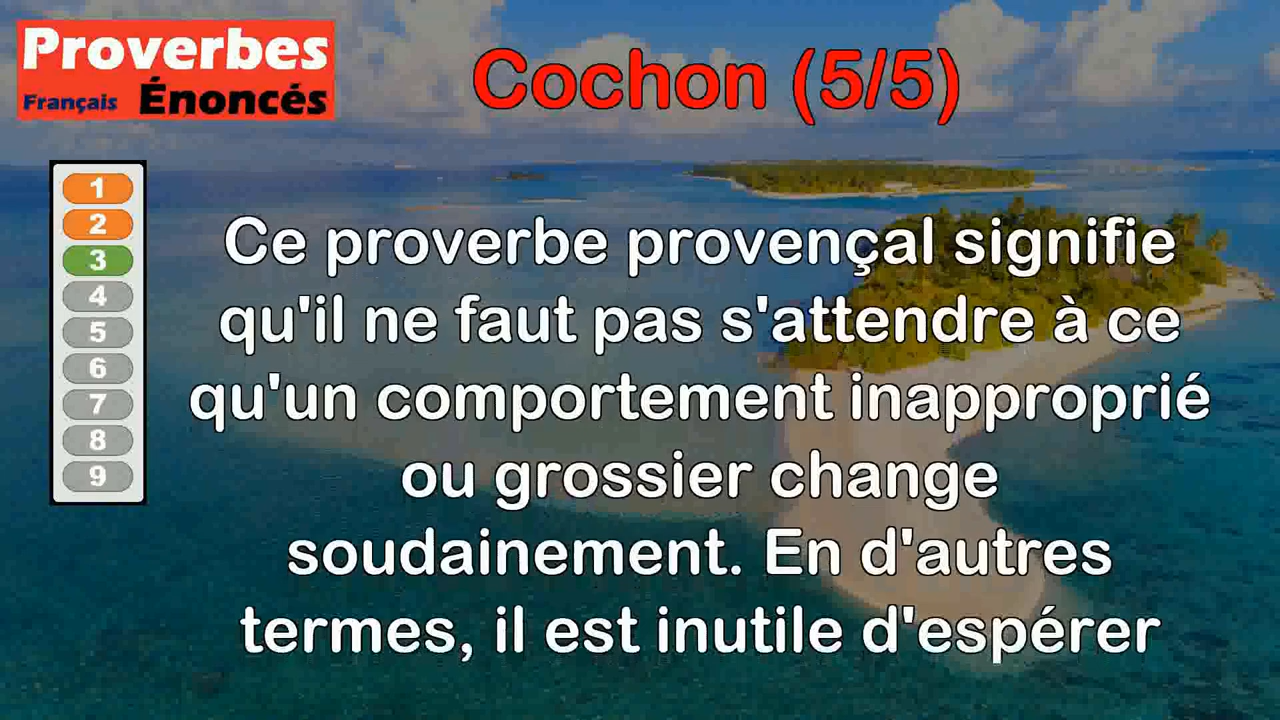 Proverbes
Français Énoncés
Cochon (5/5)
1
2
3
4
5
6
7
8
9
Ce proverbe provençal signifie
qu'il ne faut pas s'attendre à ce
qu'un comportement inapproprié
ou grossier change
soudainement. En d'autres
termes, il est inutile d'espérer